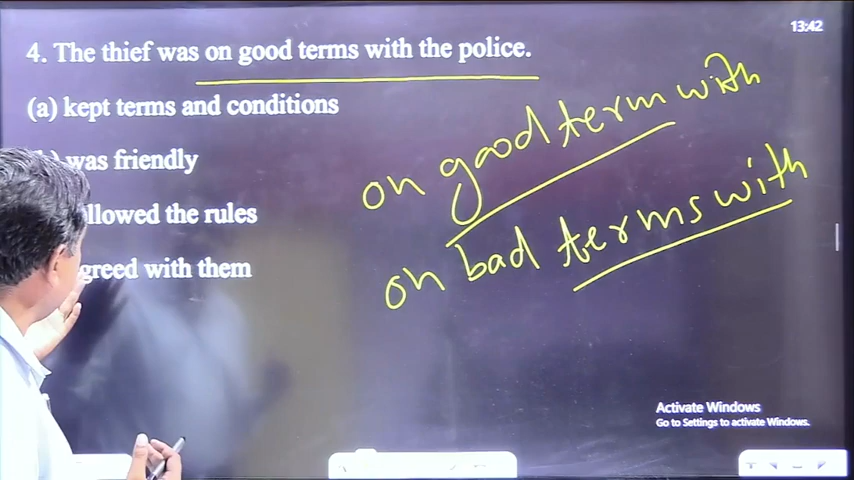 13:42
4. The thief was on good terms with the police.
(a) kept terms and conditions
was friendly
llowed the rules
greed with them
on good term with
on bad terms with
Activate Windows
Go to Settings to activate Windows.